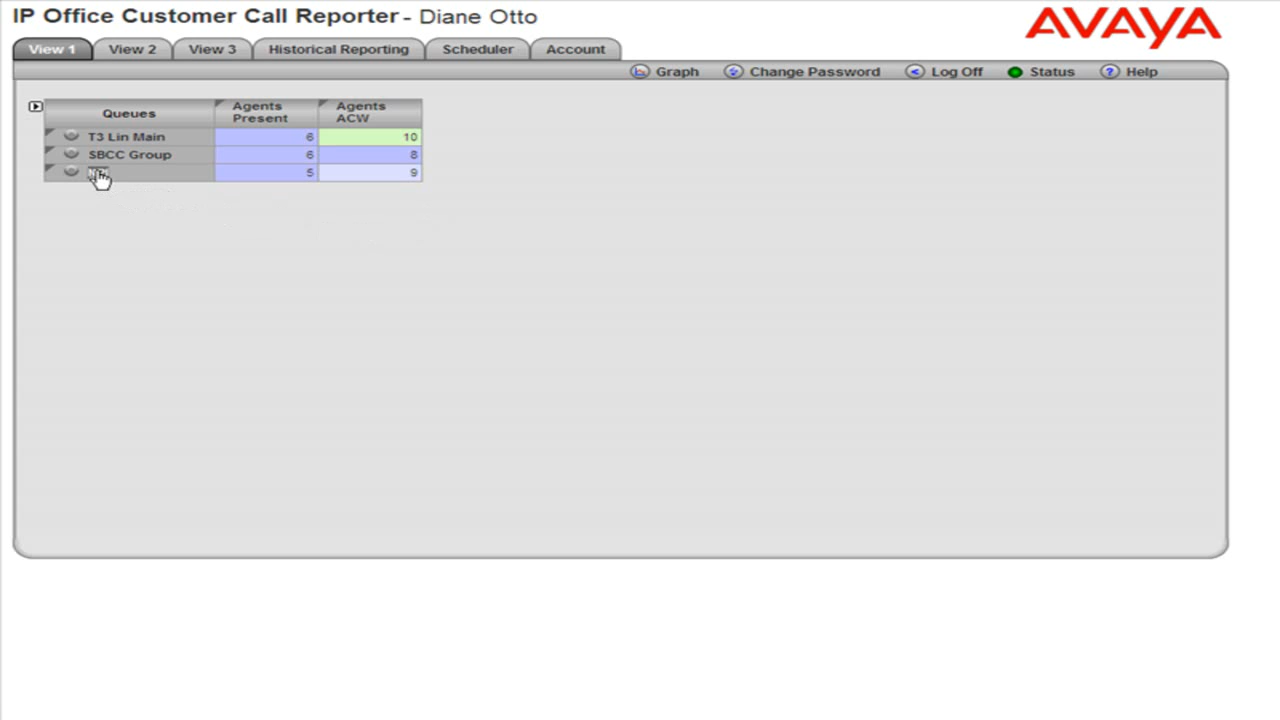 IP Office Customer Call Reporter - Diane Otto
AVAYA
View 1 View 2 View 3 Historical Reporting Scheduler Account
Graph Change Password Log Off Status Help
Queues Agents Present Agents ACW
T3 Lin Main 6 10
SBCC Group 6 8
5 9